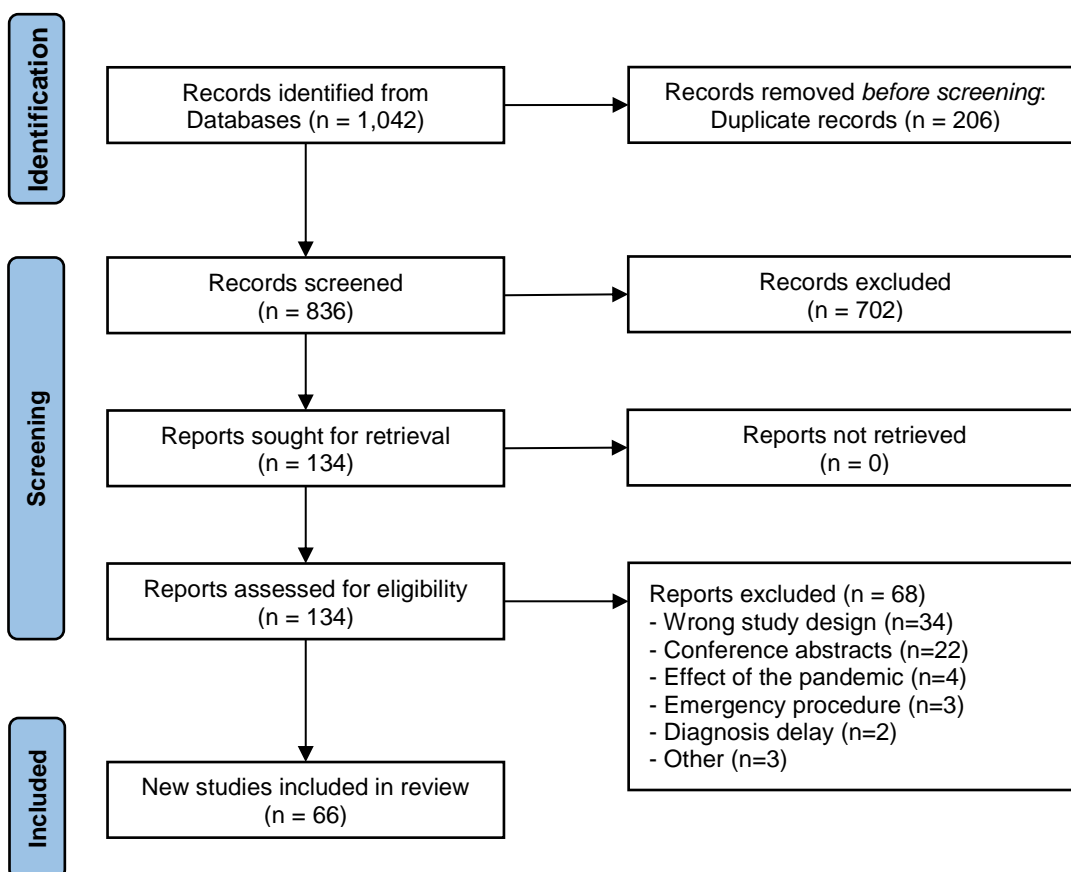 Identification
Records identified from
Databases (n = 1,042)
Records removed before screening:
Duplicate records (n = 206)
Screening
Records screened
(n = 836)
Records excluded
(n = 702)
Reports sought for retrieval
(n = 134)
Reports not retrieved
(n = 0)
Reports assessed for eligibility
(n = 134)
Reports excluded (n = 68)
- Wrong study design (n=34)
- Conference abstracts (n=22)
- Effect of the pandemic (n=4)
- Emergency procedure (n=3)
- Diagnosis delay (n=2)
- Other (n=3)
Included
New studies included in review
(n = 66)